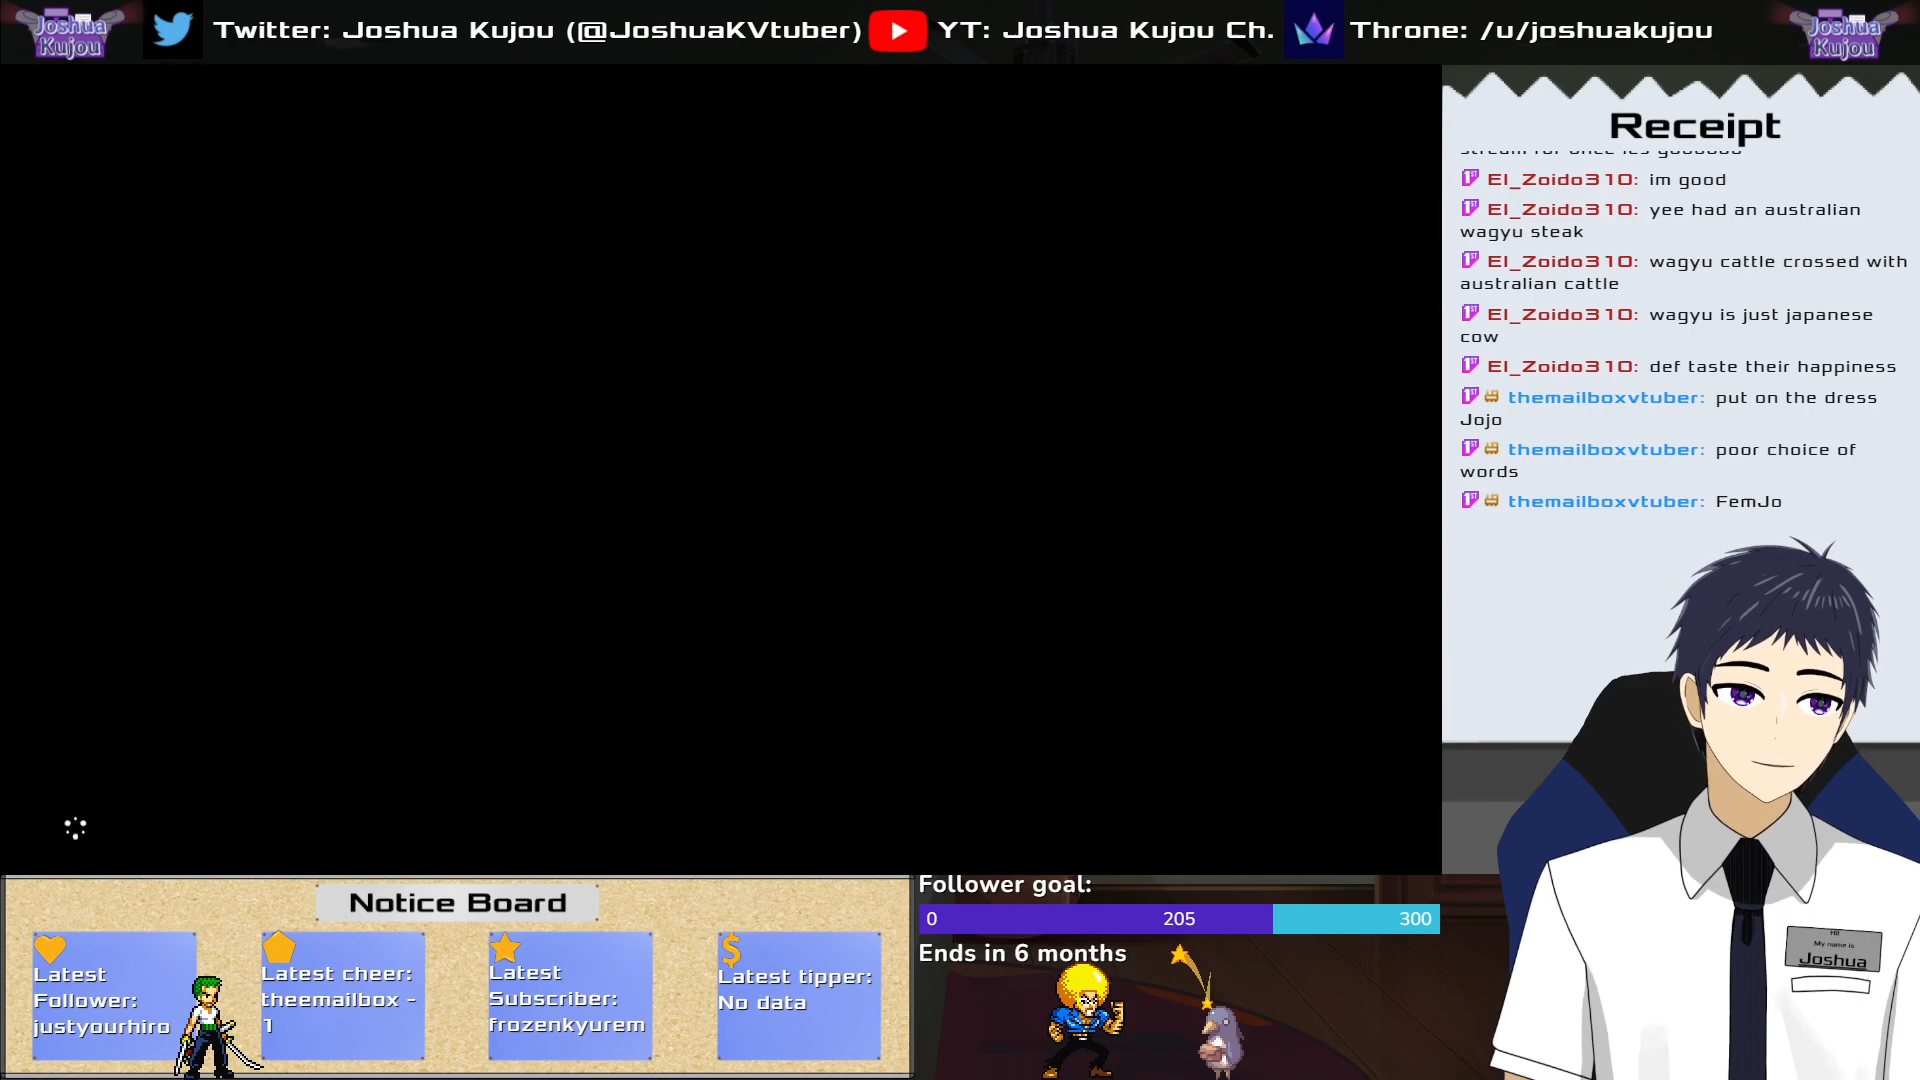 Joshua Kujou
Twitter: Joshua Kujou (@JoshuaKVtuber)
YT: Joshua Kujou Ch.
Throne: /u/joshuakujou
Joshua Kujou
Receipt
El_Zoido310: im good
El_Zoido310: yee had an australian
wagyu steak
El_Zoido310: wagyu cattle crossed with
australian cattle
El_Zoido310: wagyu is just japanese
cow
El_Zoido310: def taste their happiness
themailboxvtuber: put on the dress
Jojo
themailboxvtuber: poor choice of
words
themailboxvtuber: FemJo
Hi!
My name is
Joshua
Notice Board
Latest
Follower:
justyourhiro
Latest cheer:
theemailbox -
1
Latest
Subscriber:
frozenkyurem
Latest tipper:
No data
Follower goal:
0 205 300
Ends in 6 months